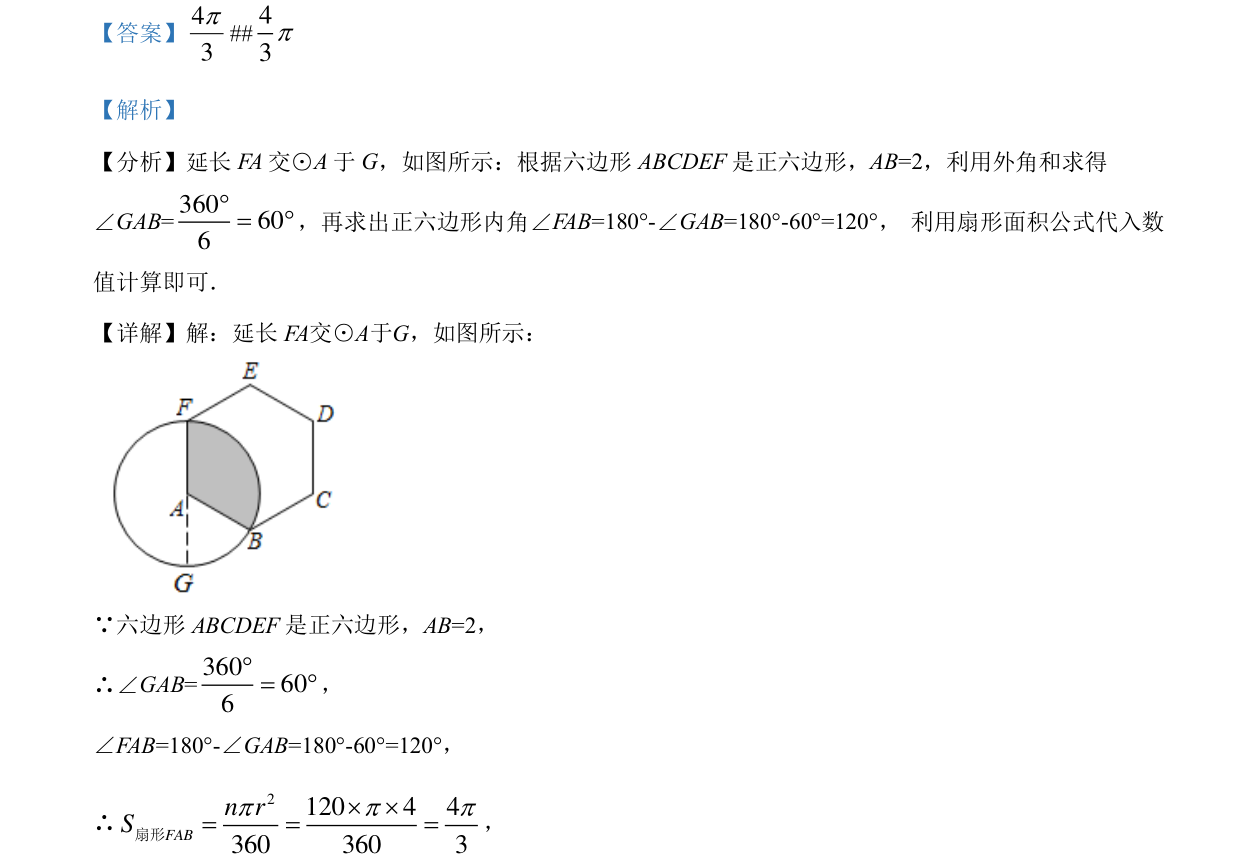 【答案】4π/3##4/3π
【解析】
【分析】延长 FA 交⊙A 于 G，如图所示：根据六边形 ABCDEF 是正六边形，AB=2，利用外角和求得
∠GAB=360°/6=60°，再求出正六边形内角∠FAB=180°-∠GAB=180°-60°=120°， 利用扇形面积公式代入数
值计算即可．
【详解】解：延长 FA交⊙A于G，如图所示：
E
F
D
A
C
B
G
∵六边形 ABCDEF 是正六边形，AB=2，
∴∠GAB=360°/6=60°，
∠FAB=180°-∠GAB=180°-60°=120°，
∴S扇形FAB=nπr²/360=120×π×4/360=4π/3，